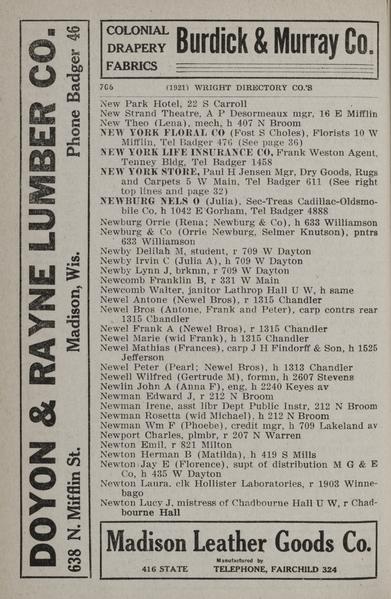 DOYON & RAYNE LUMBER CO.
638 N. Mifflin St. Madison, Wis. Phone Badger 46
COLONIAL
DRAPERY
FABRICS
Burdick & Murray Co.
706 (1921) WRIGHT DIRECTORY CO.'S
New Park Hotel, 22 S Carroll
New Strand Theatre, A P Desormeaux mgr, 16 E Mifflin
New Theo (Lena), mech, h 407 N Broom
NEW YORK FLORAL CO (Fost S Choles), Florists 10 W
Mifflin, Tel Badger 476 (See page 36)
NEW YORK LIFE INSURANCE CO, Frank Weston Agent,
Tenney Bldg, Tel Badger 1458
NEW YORK STORE, Paul H Jensen Mgr, Dry Goods, Rugs
and Carpets 5 W Main, Tel Badger 611 (See right
top lines and page 32)
NEWBURG NELS O (Julia), Sec-Treas Cadillac-Oldsmo-
bile Co, h 1042 E Gorham, Tel Badger 4888
Newburg Orrie (Rena; Newburg & Co), h 633 Williamson
Newburg & Co (Orrie Newburg, Selmer Knutson), pntrs
633 Williamson
Newby Delilah M, student, r 709 W Dayton
Newby Irvin C (Julia A), h 709 W Dayton
Newby Lynn J, brkmn, r 709 W Dayton
Newcomb Franklin B, r 331 W Main
Newcomb Walter, janitor Lathrop Hall U W, h same
Newel Antone (Newel Bros), r 1315 Chandler
Newel Bros (Antone, Frank and Peter), carp contrs rear
1315 Chandler
Newel Frank A (Newel Bros), r 1315 Chandler
Newel Marie (wid Frank), h 1315 Chandler
Newel Mathias (Frances), carp J H Findorff & Son, h 1525
Jefferson
Newel Peter (Pearl; Newel Bros), h 1313 Chandler
Newell Wilfred (Gertrude M), formn, h 2607 Stevens
Newlin John A (Anna F), eng, h 2240 Keyes av
Newman Edward J, r 212 N Broom
Newman Irene, asst libr Dept Public Instr, 212 N Broom
Newman Rosetta (wid Michael), h 212 N Broom
Newman Wm F (Phoebe), credit mgr, h 709 Lakeland av
Newport Charles, plmbr, r 207 N Warren
Newton Emil, r 821 Milton
Newton Herman B (Matilda), h 419 S Mills
Newton Jay E (Florence), supt of distribution M G & E
Co, h 435 W Dayton
Newton Laura, clk Hollister Laboratories, r 1903 Winne-
bago
Newton Lucy J, mistress of Chadbourne Hall U W, r Chad-
bourne Hall
Madison Leather Goods Co.
Manufactured by
416 STATE TELEPHONE, FAIRCHILD 324